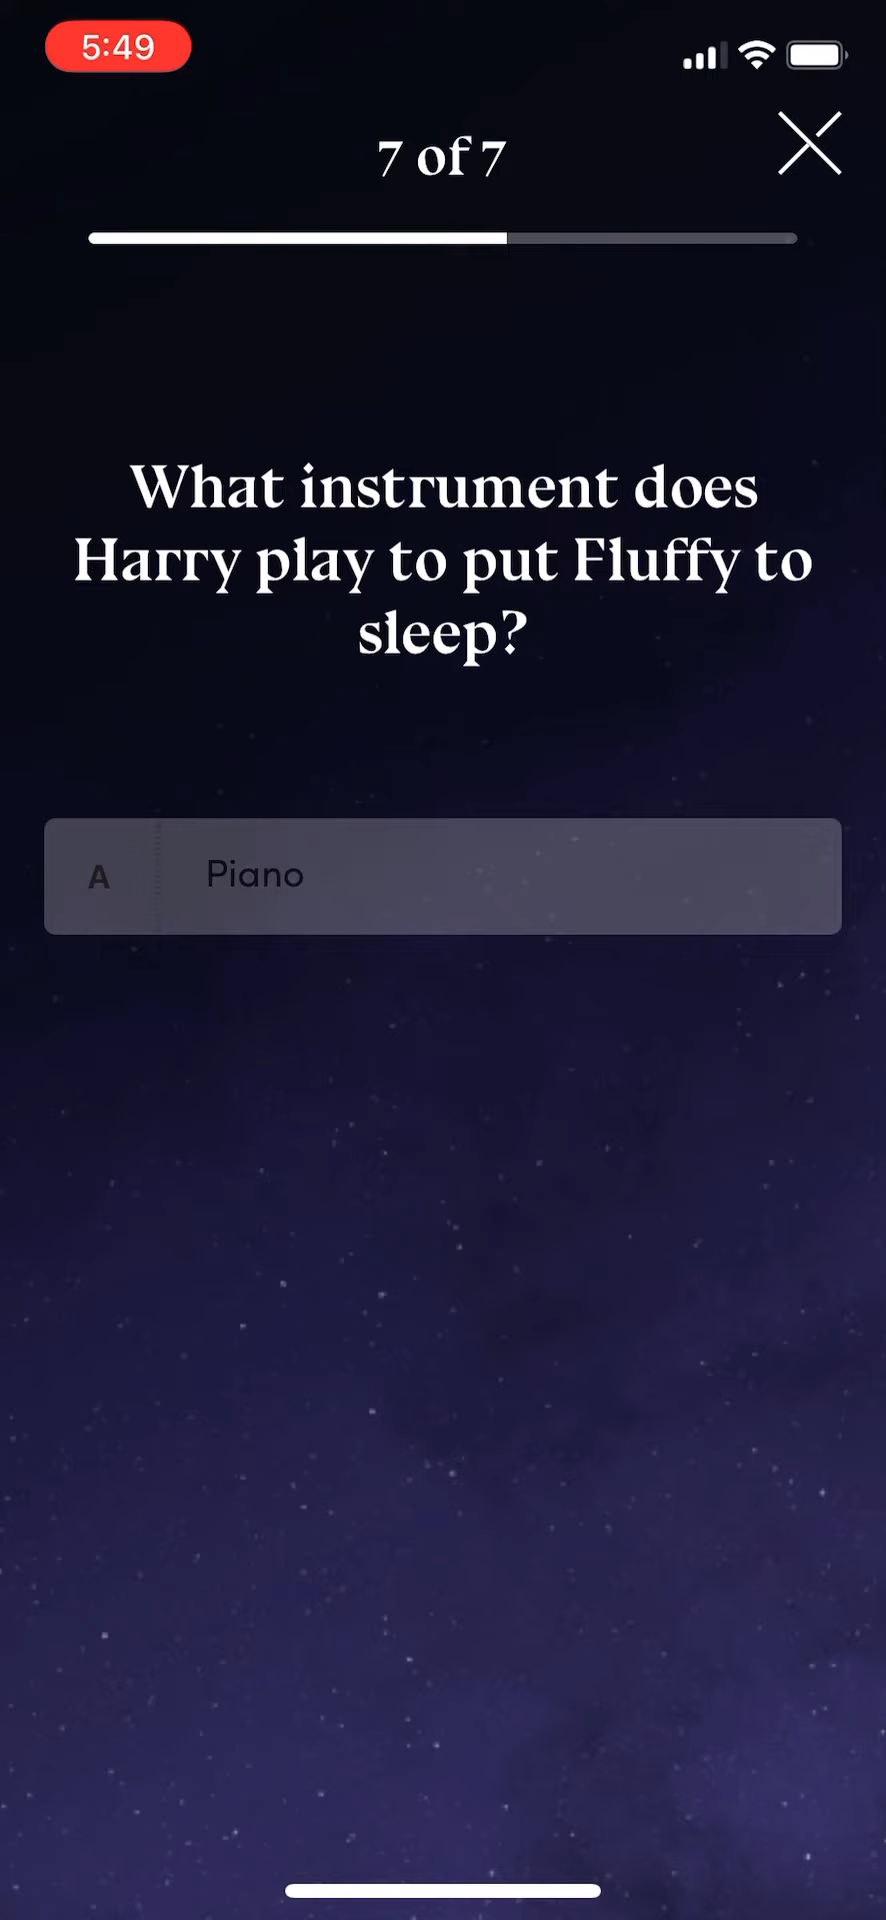 5:49
7 of 7
What instrument does
Harry play to put Fluffy to
sleep?
A Piano